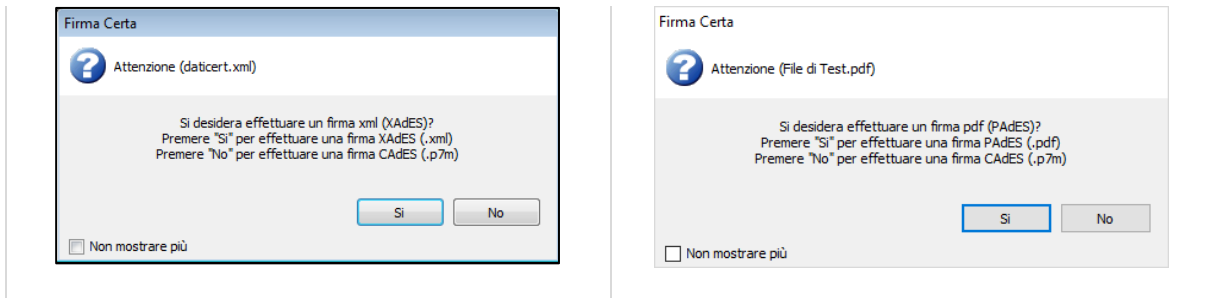 Firma Certa
Attenzione (daticert.xml)
Si desidera effettuare un firma xml (XAdES)?
Premere "Si" per effettuare una firma XAdES (.xml)
Premere "No" per effettuare una firma CAdES (.p7m)
Si
No
Non mostrare più
Firma Certa
Attenzione (File di Test.pdf)
Si desidera effettuare un firma pdf (PAdES)?
Premere "Si" per effettuare una firma PAdES (.pdf)
Premere "No" per effettuare una firma CAdES (.p7m)
Si
No
Non mostrare più